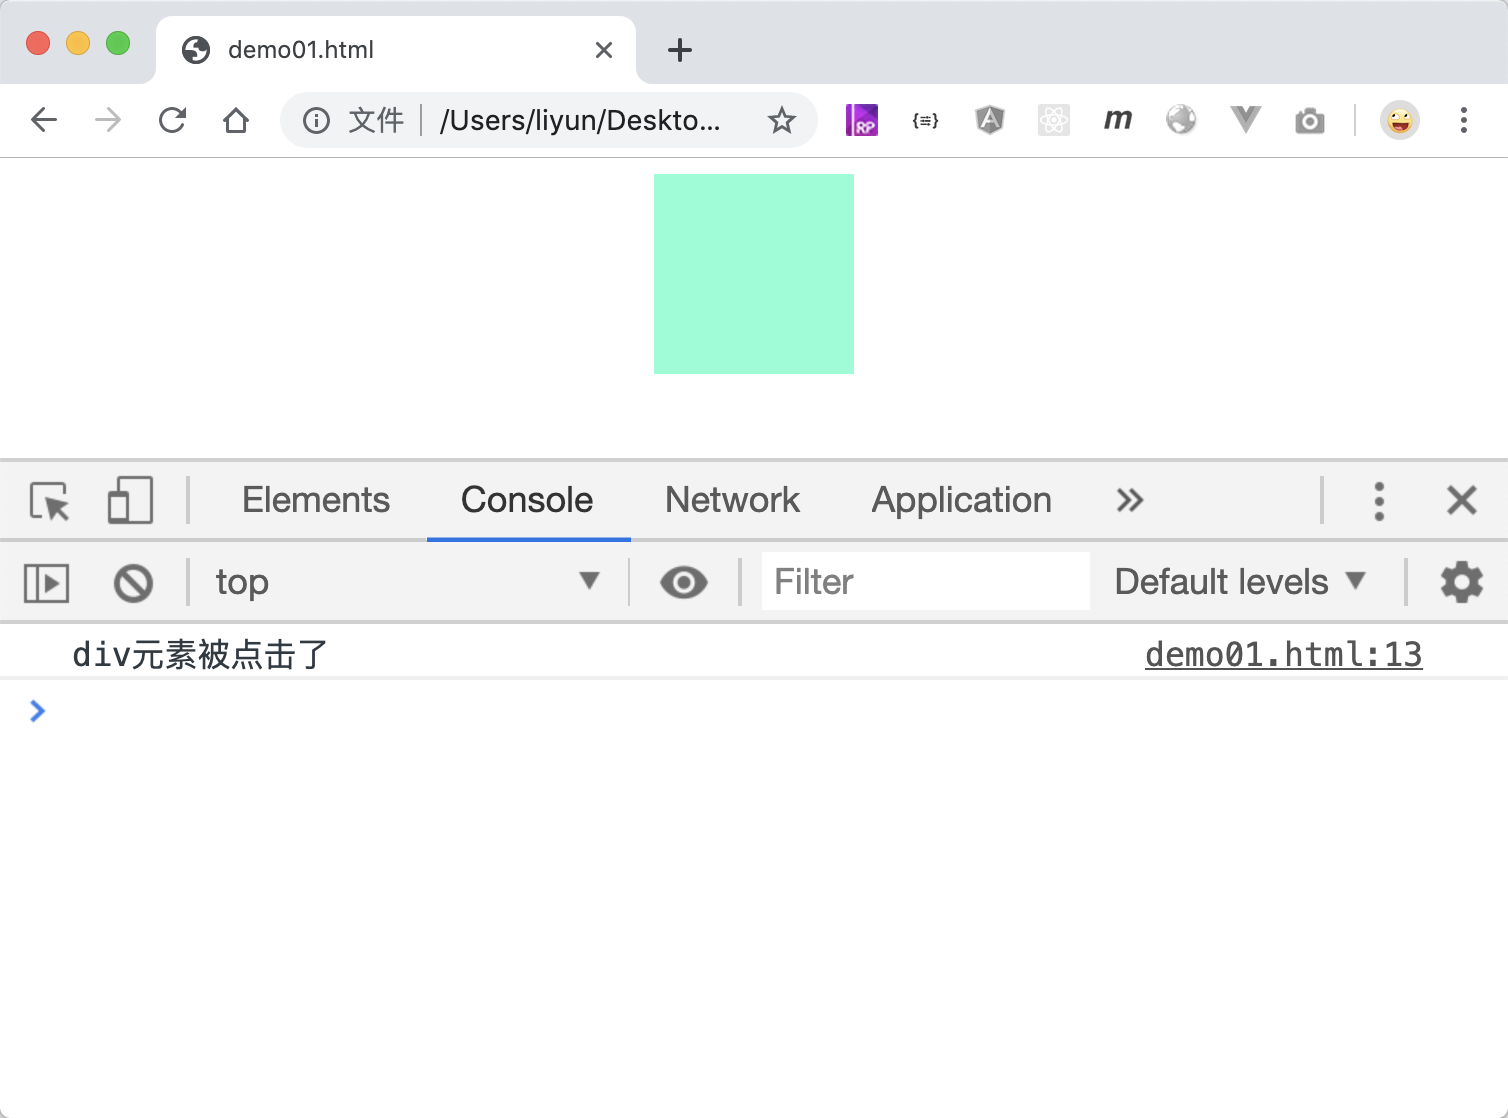 demo01.html
文件 /Users/liyun/Deskto...
RP {≡} A m
Elements Console Network Application
top Filter Default levels
div元素被点击了 demo01.html:13